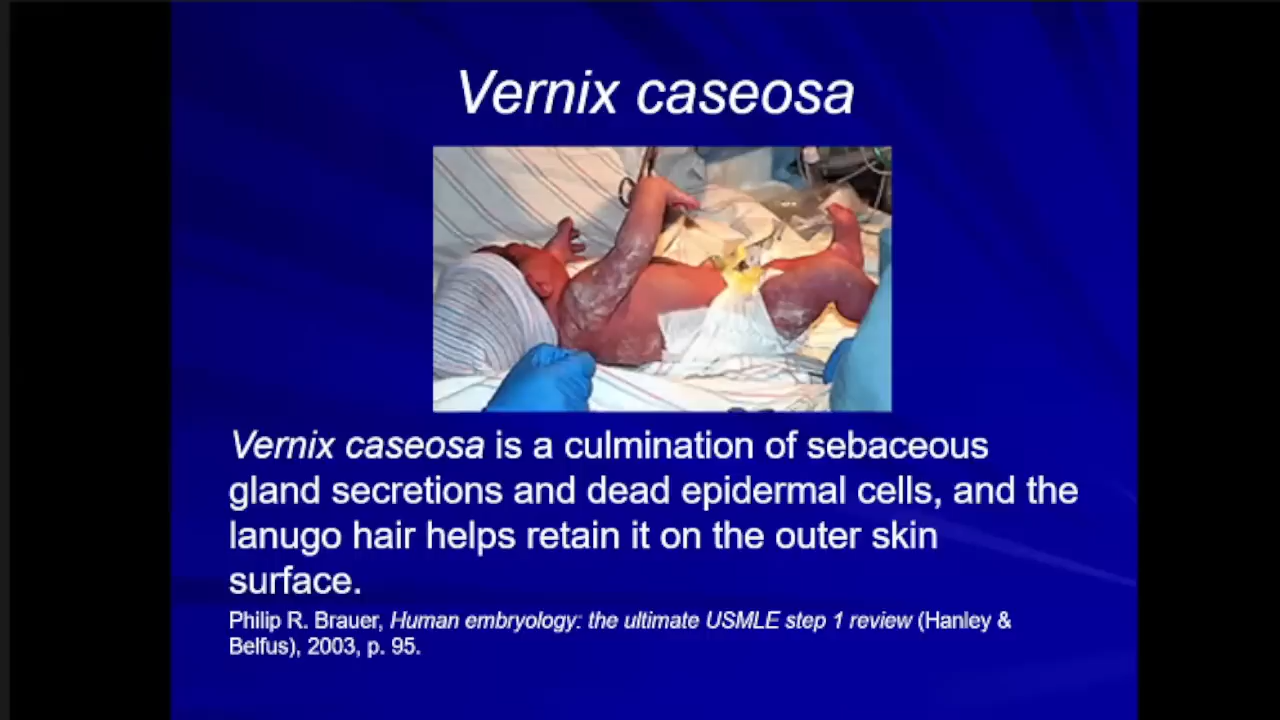 Vernix caseosa
Vernix caseosa is a culmination of sebaceous
gland secretions and dead epidermal cells, and the
lanugo hair helps retain it on the outer skin
surface.
Philip R. Brauer, Human embryology: the ultimate USMLE step 1 review (Hanley &
Belfus), 2003, p. 95.